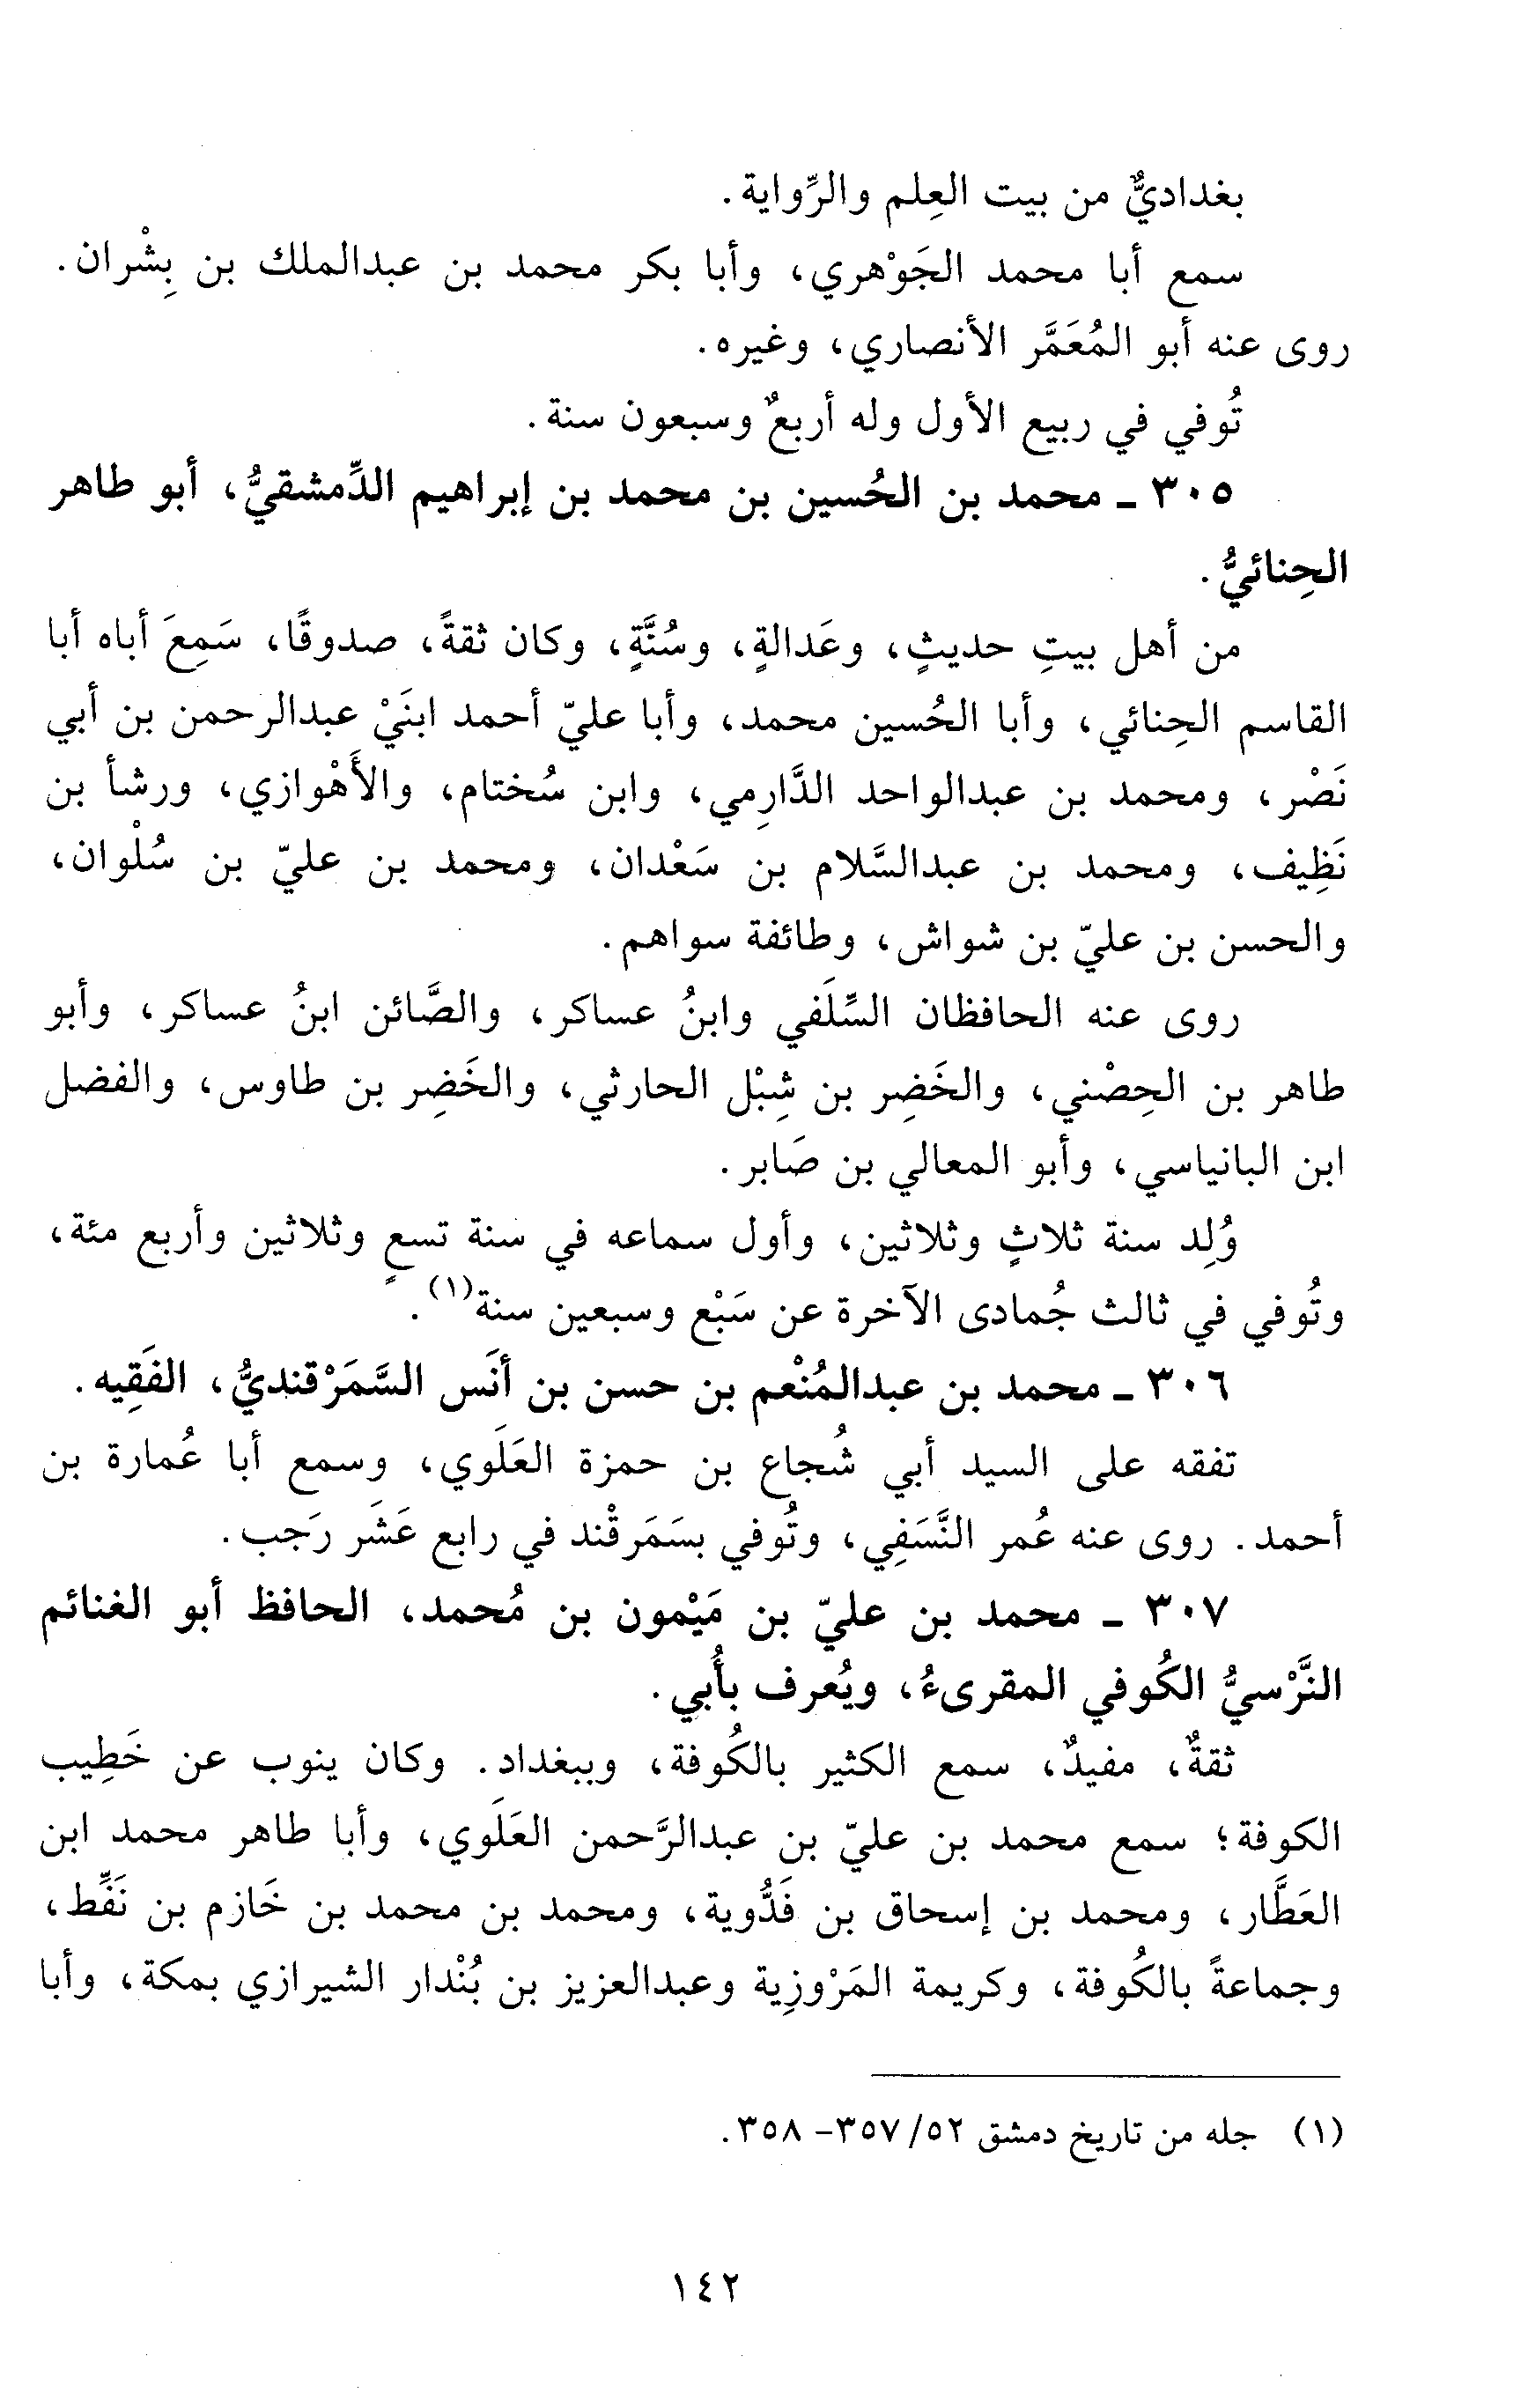 بغداديٌّ من بيت العِلم والرِّواية.
سمع أبا محمد الجَوْهري، وأبا بكر محمد بن عبدالملك بن بِشْران.
روى عنه أبو المُعَمَّر الأنصاري، وغيره.
تُوفي في ربيع الأول وله أربعٌ وسبعون سنة.
٣٠٥ ـ محمد بن الحُسين بن محمد بن إبراهيم الدِّمشقيُّ، أبو طاهر
الحِنائيُّ.
من أهل بيتِ حديثٍ، وعَدالةٍ، وسُنَّةٍ، وكان ثقةً، صدوقًا، سَمِعَ أباه أبا
القاسم الحِنائي، وأبا الحُسين محمد، وأبا عليّ أحمد ابنَيْ عبدالرحمن بن أبي
نَصْر، ومحمد بن عبدالواحد الدَّارِمي، وابن سُختام، والأَهْوازي، ورشأ بن
نَظِيف، ومحمد بن عبدالسَّلام بن سَعْدان، ومحمد بن عليّ بن سُلْوان،
والحسن بن عليّ بن شواش، وطائفة سواهم.
روى عنه الحافظان السِّلَفي وابنُ عساكر، والصَّائن ابنُ عساكر، وأبو
طاهر بن الحِصْني، والخَضِر بن شِبْل الحارثي، والخَضِر بن طاوس، والفضل
ابن البانياسي، وأبو المعالي بن صَابر.
وُلِد سنة ثلاثٍ وثلاثين، وأول سماعه في سنة تسعٍ وثلاثين وأربع مئة،
وتُوفي في ثالث جُمادى الآخرة عن سَبْع وسبعين سنة(١).
٣٠٦ ـ محمد بن عبدالمُنْعم بن حسن بن أنَس السَّمَرْقنديُّ، الفَقِيه.
تفقه على السيد أبي شُجاع بن حمزة العَلَوي، وسمع أبا عُمارة بن
أحمد. روى عنه عُمر النَّسَفِي، وتُوفي بسَمَرقْند في رابع عَشَر رَجب.
٣٠٧ ـ محمد بن عليّ بن مَيْمون بن مُحمد، الحافظ أبو الغنائم
النَّرْسيُّ الكُوفي المقرىءُ، ويُعرف بأُبي.
ثقةٌ، مفيدٌ، سمع الكثير بالكُوفة، وببغداد. وكان ينوب عن خَطِيب
الكوفة؛ سمع محمد بن عليّ بن عبدالرَّحمن العَلَوي، وأبا طاهر محمد ابن
العَطَّار، ومحمد بن إسحاق بن فَدُّوية، ومحمد بن محمد بن خَازم بن نَفِّط،
وجماعةً بالكُوفة، وكريمة المَرْوزِية وعبدالعزيز بن بُنْدار الشيرازي بمكة، وأبا
(١) جله من تاريخ دمشق ٥٢/ ٣٥٧- ٣٥٨.
١٤٢